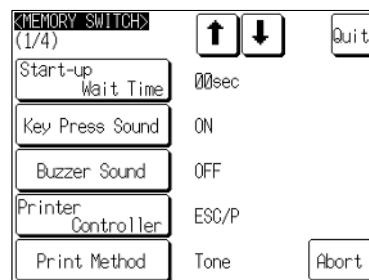 <MEMORY SWITCH>
(1/4)
Quit
Start-up
Wait Time
00sec
Key Press Sound
ON
Buzzer Sound
OFF
Printer
Controller
ESC/P
Print Method
Tone
Abort